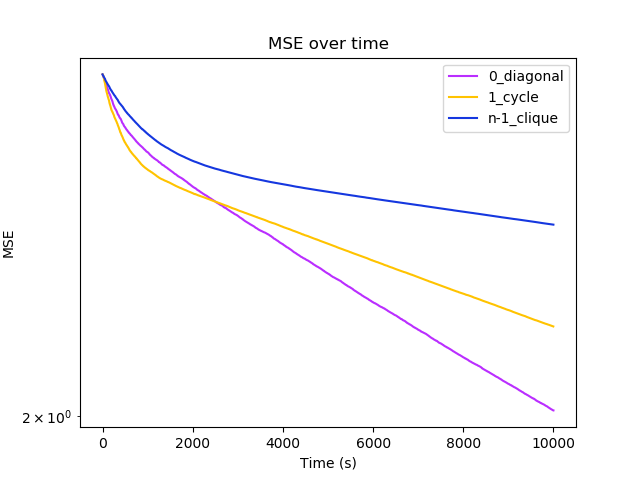 MSE over time
0_diagonal
1_cycle
n-1_clique
MSE
2 × 10⁰
0 2000 4000 6000 8000 10000
Time (s)